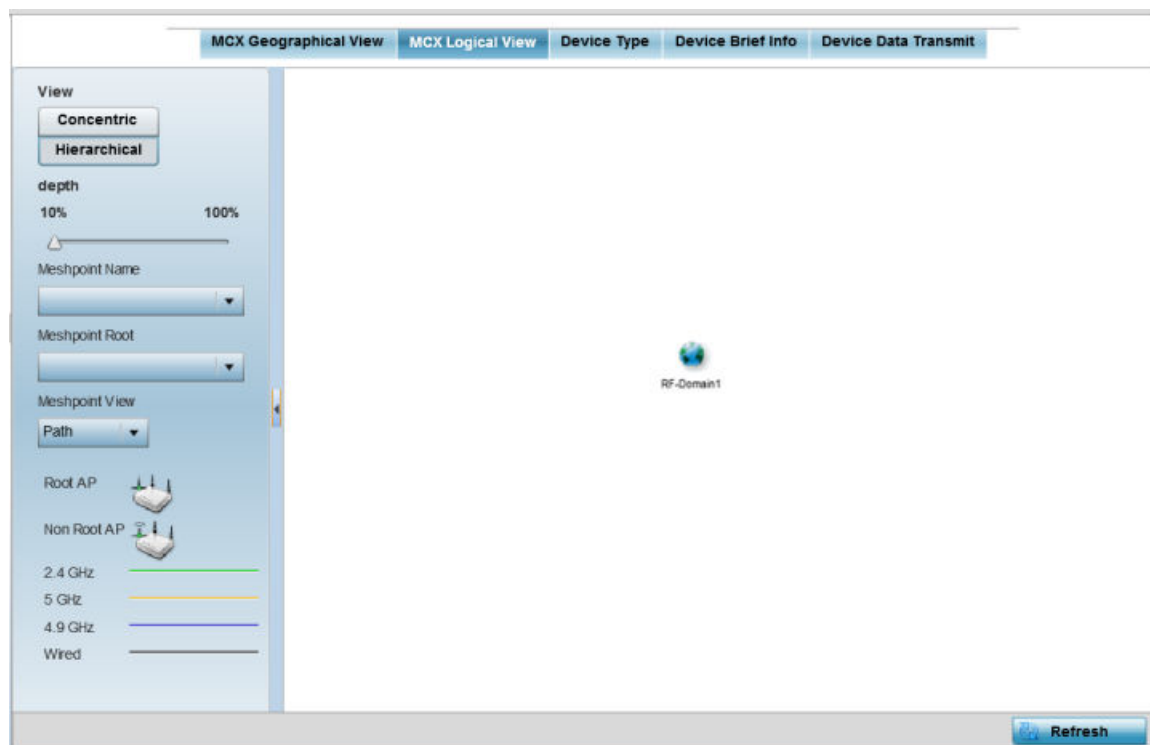 MCX Geographical View MCX Logical View Device Type Device Brief Info Device Data Transmit
View
Concentric
Hierarchical
depth
10% 100%
Meshpoint Name
Meshpoint Root
Meshpoint View
Path
Root AP
Non Root AP
2.4 GHz
5 GHz
4.9 GHz
Wired
RF-Domain1
Refresh